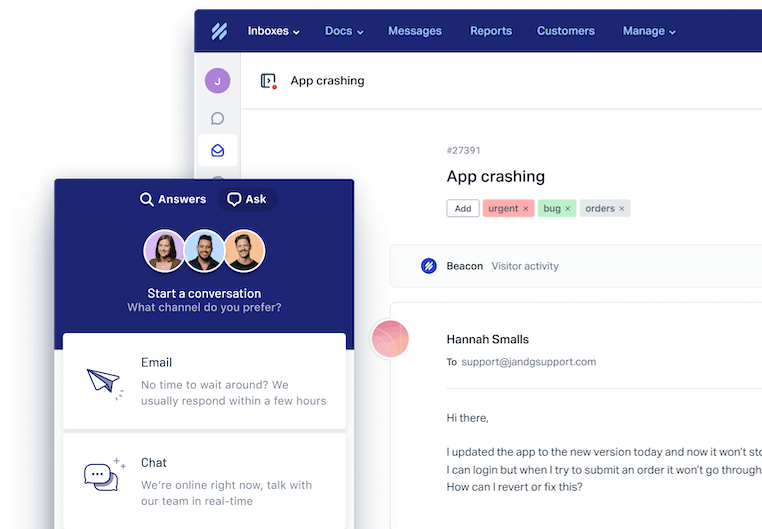 Inboxes Docs Messages Reports Customers Manage
J
App crashing
#27391
App crashing
Add urgent × bug × orders ×
Beacon Visitor activity
Hannah Smalls
To support@jandgsupport.com
Hi there,
I updated the app to the new version today and now it won’t
I can login but when I try to submit an order it won’t go through
How can I revert or fix this?
Answers Ask
Start a conversation
What channel do you prefer?
Email
No time to wait around? We
usually respond within a few hours
Chat
We’re online right now, talk with
our team in real-time